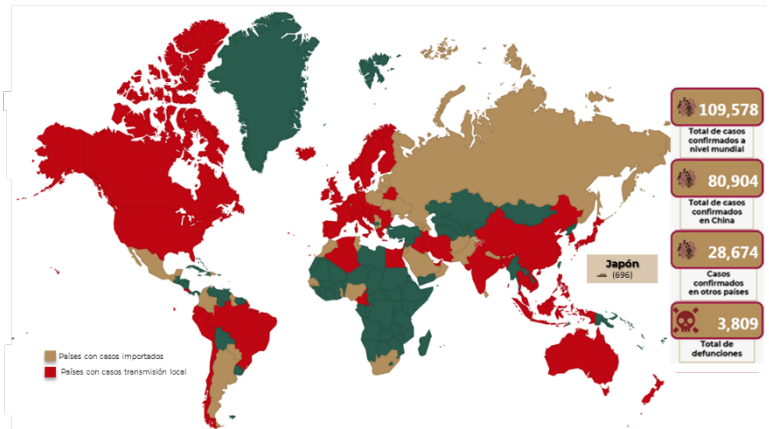 109,578
Total de casos
confirmados a
nivel mundial
80,904
Total de casos
confirmados
en China
Japón
(696)
28,674
Casos
confirmados
en otros países
3,809
Total de
defunciones
Países con casos importados
Países con casos transmisión local